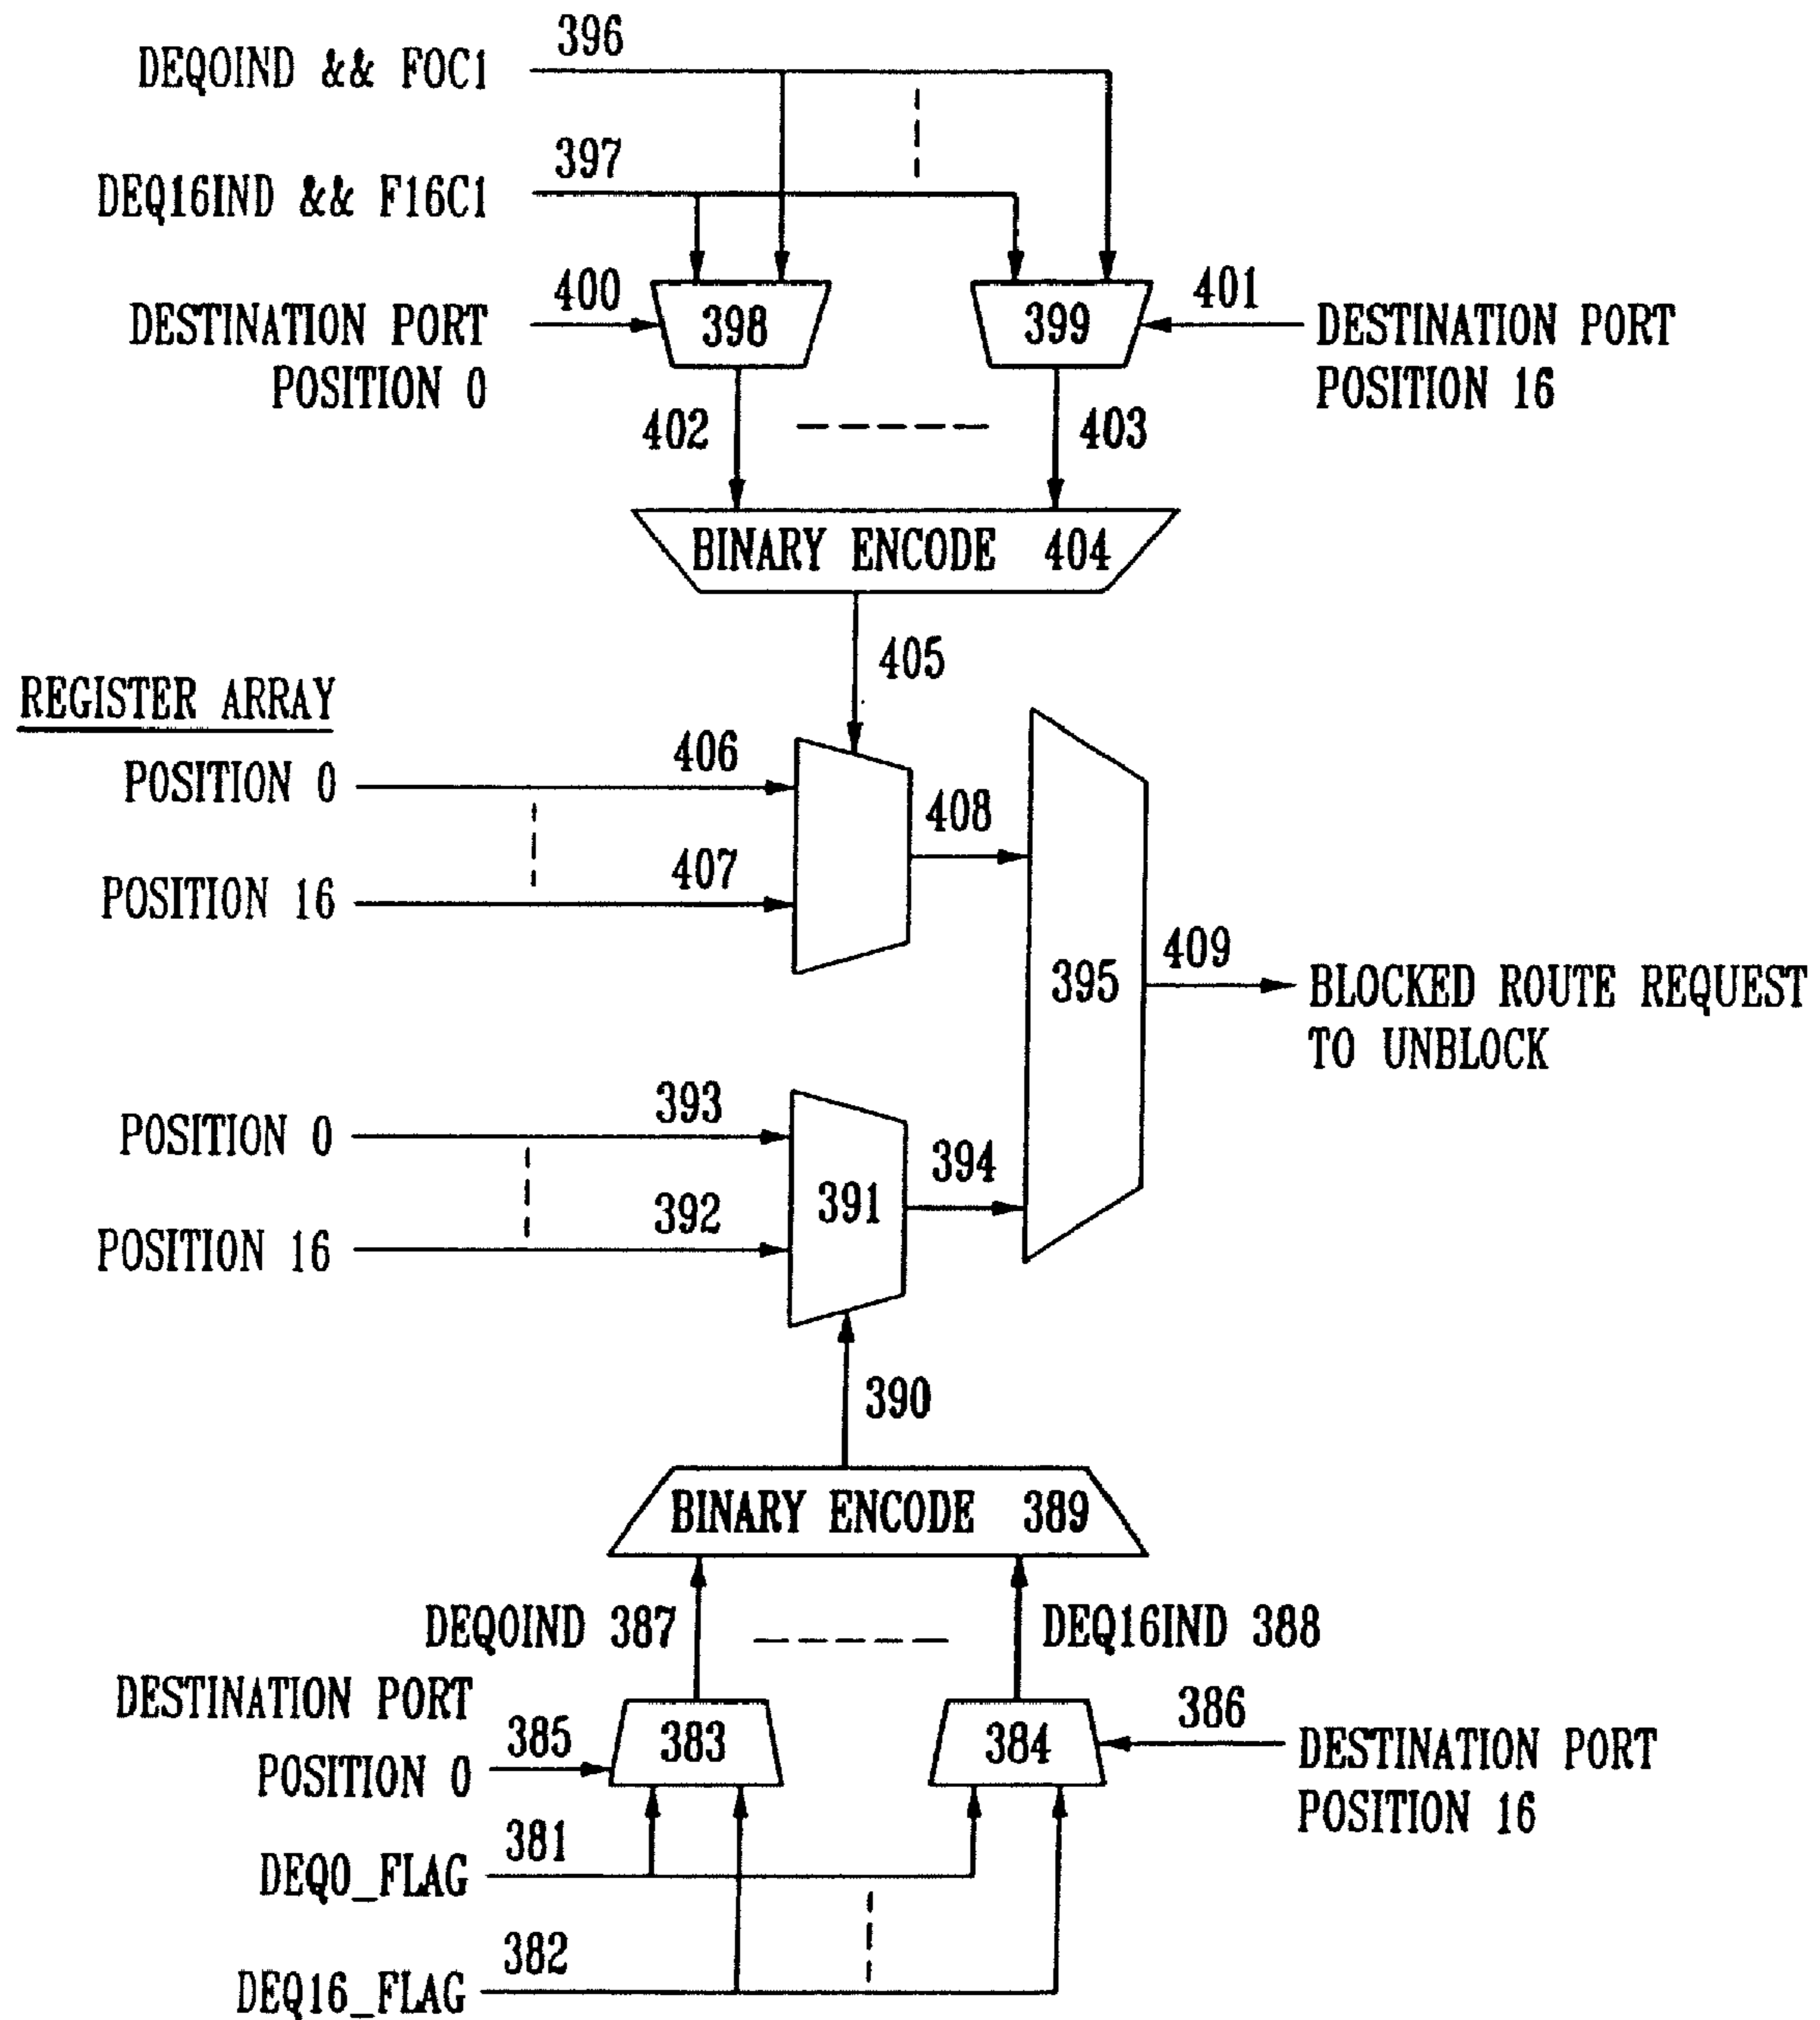 396
DEQ0IND && F0C1
397
DEQ16IND && F16C1
400
DESTINATION PORT
POSITION 0
398
399
401
DESTINATION PORT
POSITION 16
402
403
BINARY ENCODE 404
405
REGISTER ARRAY
POSITION 0
406
408
POSITION 16
407
395
409
BLOCKED ROUTE REQUEST
TO UNBLOCK
POSITION 0
393
391
394
POSITION 16
392
390
BINARY ENCODE 389
DEQ0IND 387
DEQ16IND 388
DESTINATION PORT
POSITION 0
385
383
384
386
DESTINATION PORT
POSITION 16
DEQ0_FLAG
381
DEQ16_FLAG
382